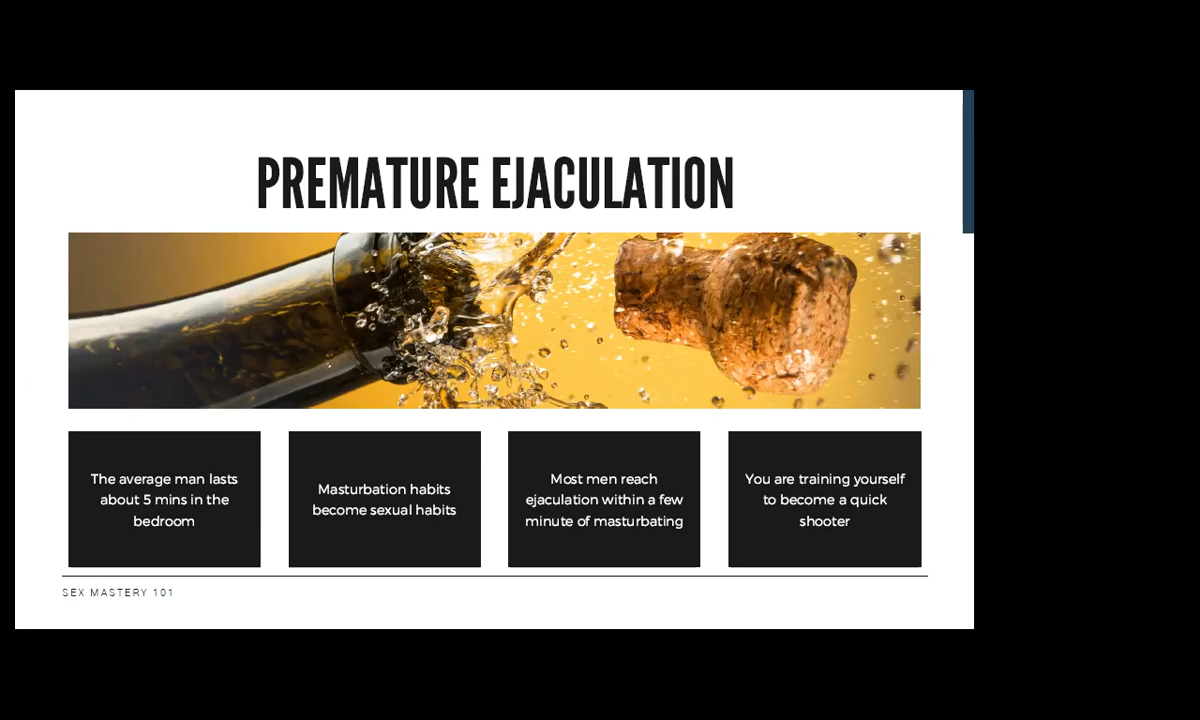 PREMATURE EJACULATION
The average man lasts
about 5 mins in the
bedroom
Masturbation habits
become sexual habits
Most men reach
ejaculation within a few
minute of masturbating
You are training yourself
to become a quick
shooter
SEX MASTERY 101